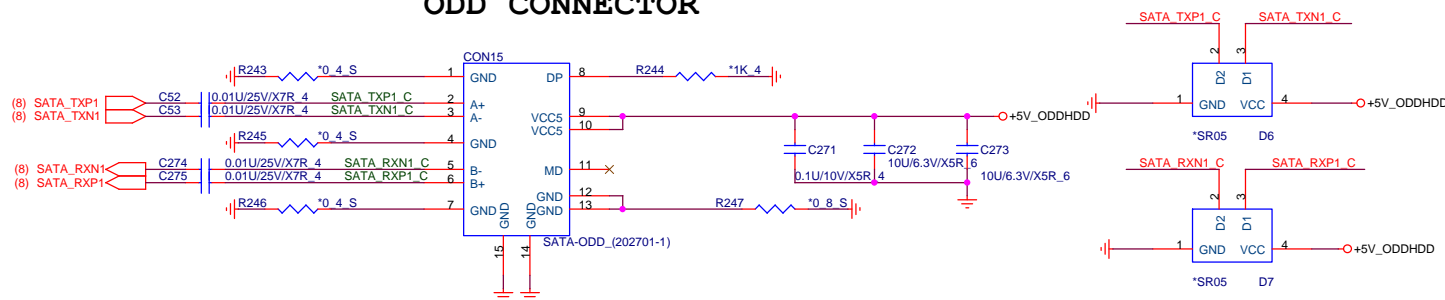 ODD CONNECTOR
CON15
R243 *0_4_S 1 GND DP 8 R244 *1K_4
(8) SATA_TXP1 C52 0.01U/25V/X7R_4 SATA_TXP1_C 2 A+
(8) SATA_TXN1 C53 0.01U/25V/X7R_4 SATA_TXN1_C 3 A-
VCC5 9 +5V_ODDHDD
VCC5 10
R245 *0_4_S 4 GND
C271 0.1U/10V/X5R_4
C272 10U/6.3V/X5R_6
C273 10U/6.3V/X5R_6
(8) SATA_RXN1 C274 0.01U/25V/X7R_4 SATA_RXN1_C 5 B- MD 11
(8) SATA_RXP1 C275 0.01U/25V/X7R_4 SATA_RXP1_C 6 B+
GND 12
R246 *0_4_S 7 GND GND 13 R247 *0_8_S
GND GND
15 14
SATA-ODD_(202701-1)
SATA_TXP1_C SATA_TXN1_C
2 3
D2 D1
1 GND VCC 4 +5V_ODDHDD
*SR05 D6
SATA_RXN1_C SATA_RXP1_C
2 3
D2 D1
1 GND VCC 4 +5V_ODDHDD
*SR05 D7